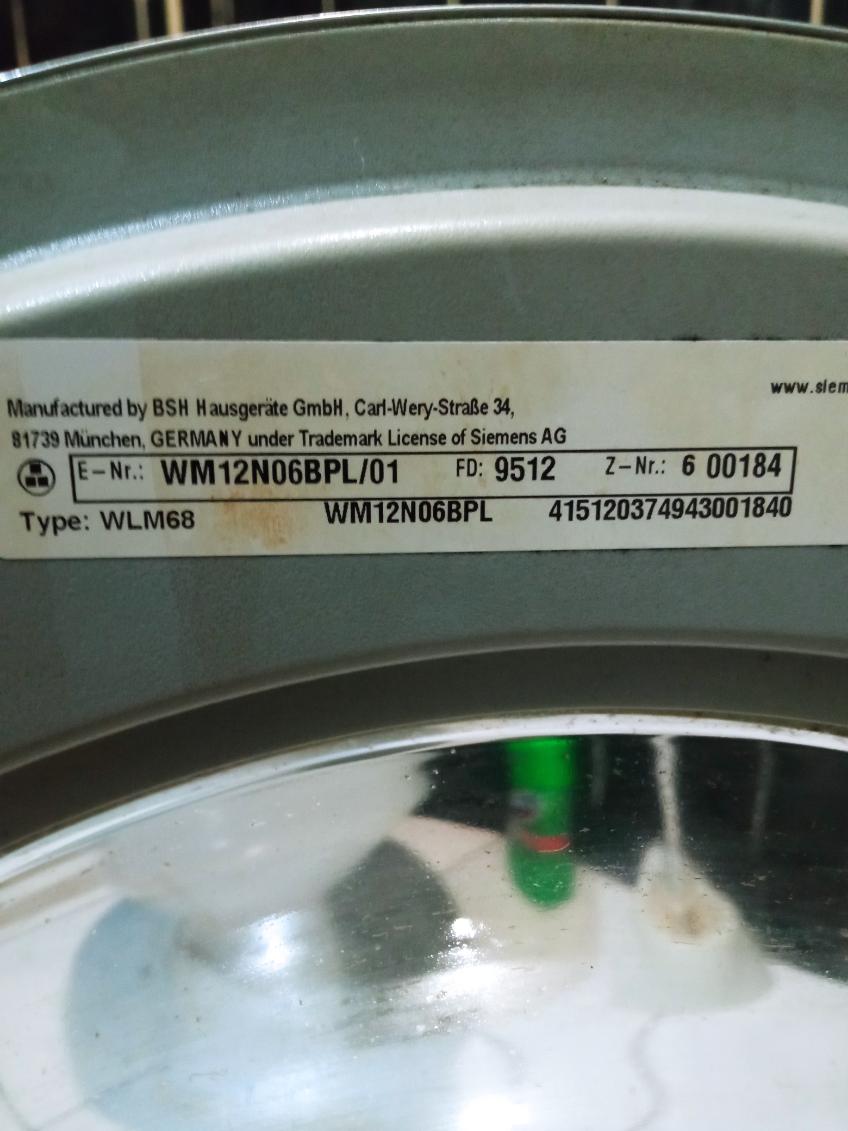 www.siem
Manufactured by BSH Hausgeräte GmbH, Carl-Wery-Straße 34,
81739 München, GERMANY under Trademark License of Siemens AG
E-Nr.: WM12N06BPL/01 FD: 9512 Z-Nr.: 6 00184
Type: WLM68 WM12N06BPL 415120374943001840